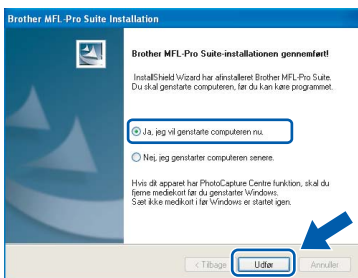 Brother MFL-Pro Suite Installation
Brother MFL-Pro Suite-installationen gennemført!
InstallShield Wizard har afinstalleret Brother MFL-Pro Suite.
Du skal genstarte computeren, før du kan køre programmet.
Ja, jeg vil genstarte computeren nu.
Nej, jeg genstarter computeren senere.
Hvis dit apparat har PhotoCapture Centre funktion, skal du
fjerne mediekort før du genstarter Windows.
Sæt ikke medikort i før Windows er startet igen.
< Tilbage
Udfør
Annuller